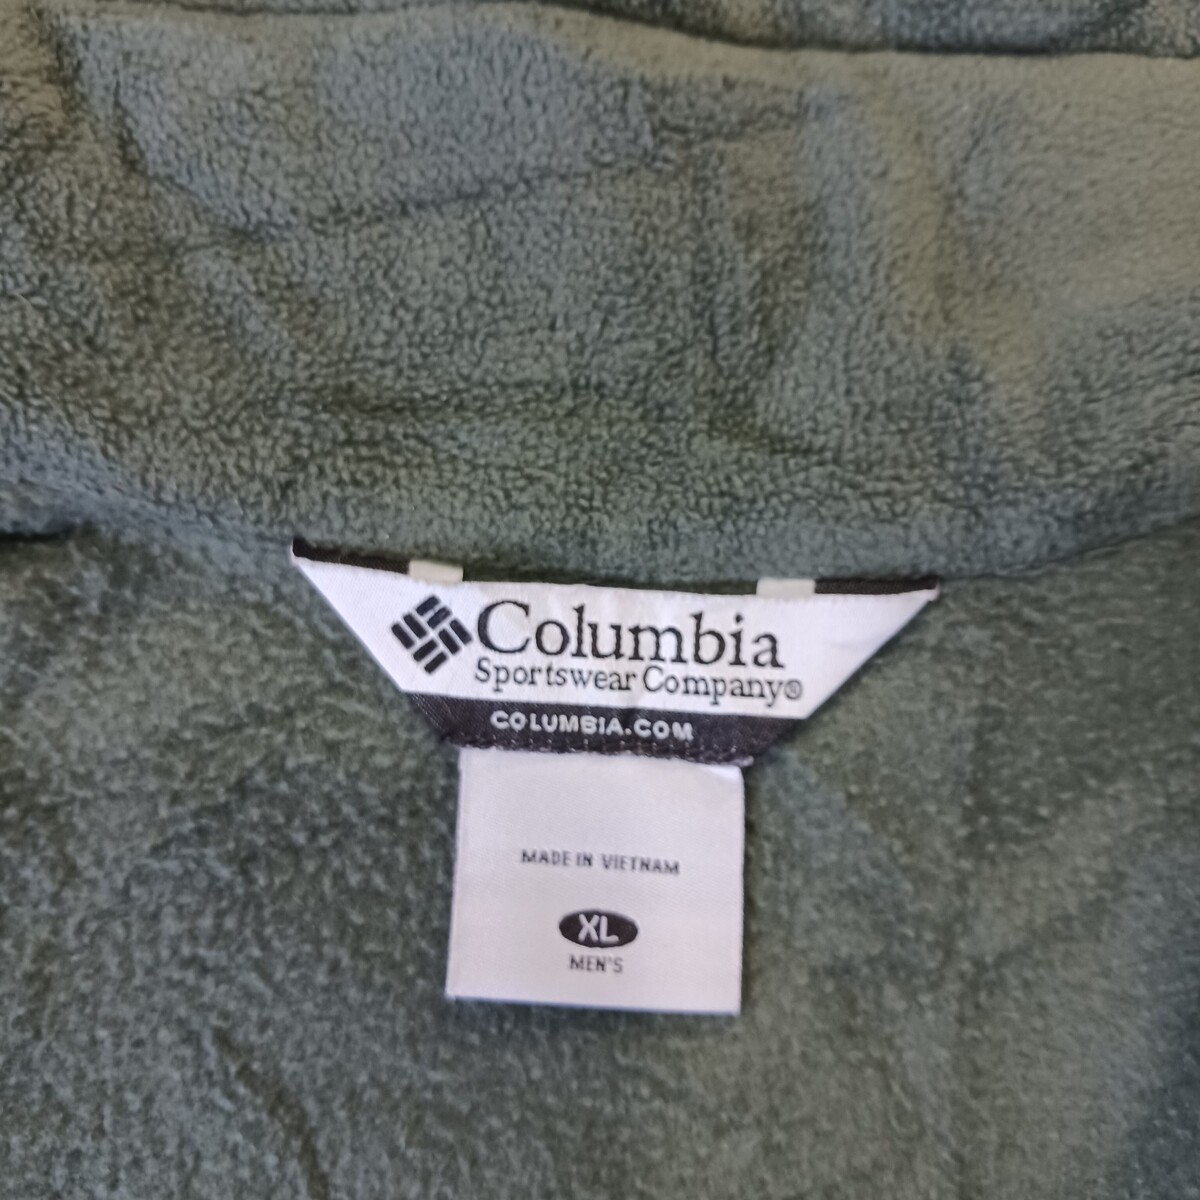 Columbia
Sportswear Company®
COLUMBIA.COM
MADE IN VIETNAM
XL
MEN'S